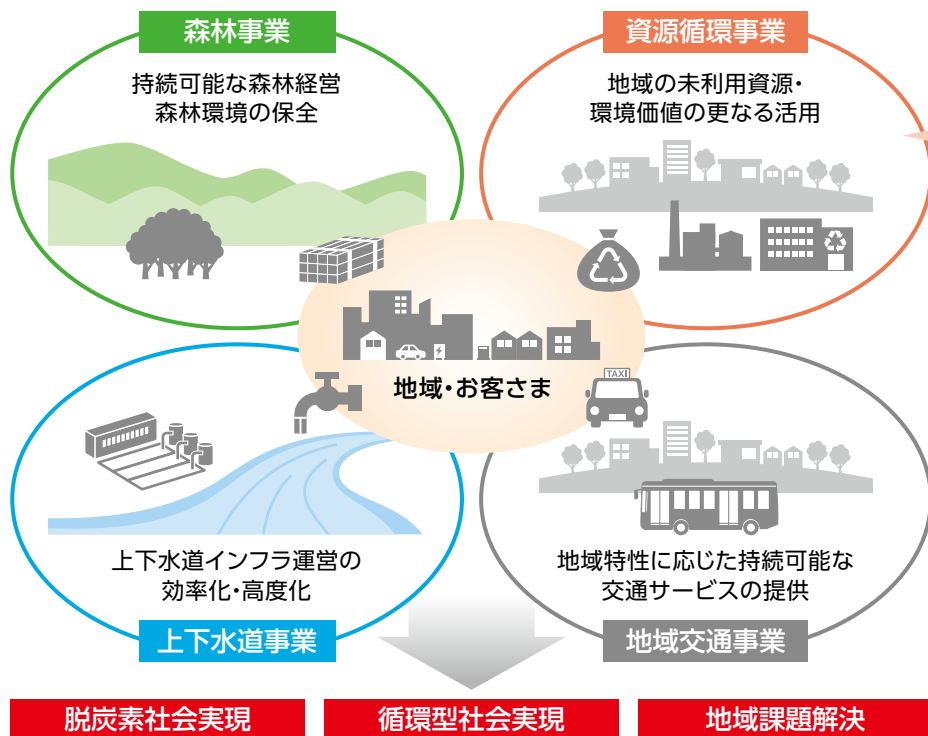 森林事業
持続可能な森林経営
森林環境の保全
資源循環事業
地域の未利用資源・
環境価値の更なる活用
地域・お客さま
TAXI
上下水道インフラ運営の
効率化・高度化
上下水道事業
地域特性に応じた持続可能な
交通サービスの提供
地域交通事業
脱炭素社会実現
循環型社会実現
地域課題解決